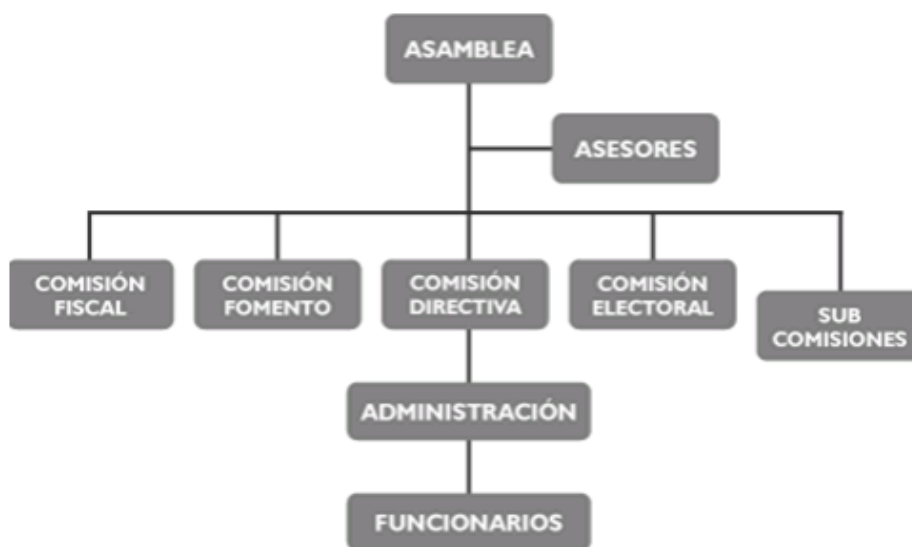 ASAMBLEA
ASESORES
COMISIÓN
FISCAL
COMISIÓN
FOMENTO
COMISIÓN
DIRECTIVA
COMISIÓN
ELECTORAL
SUB
COMISIONES
ADMINISTRACIÓN
FUNCIONARIOS